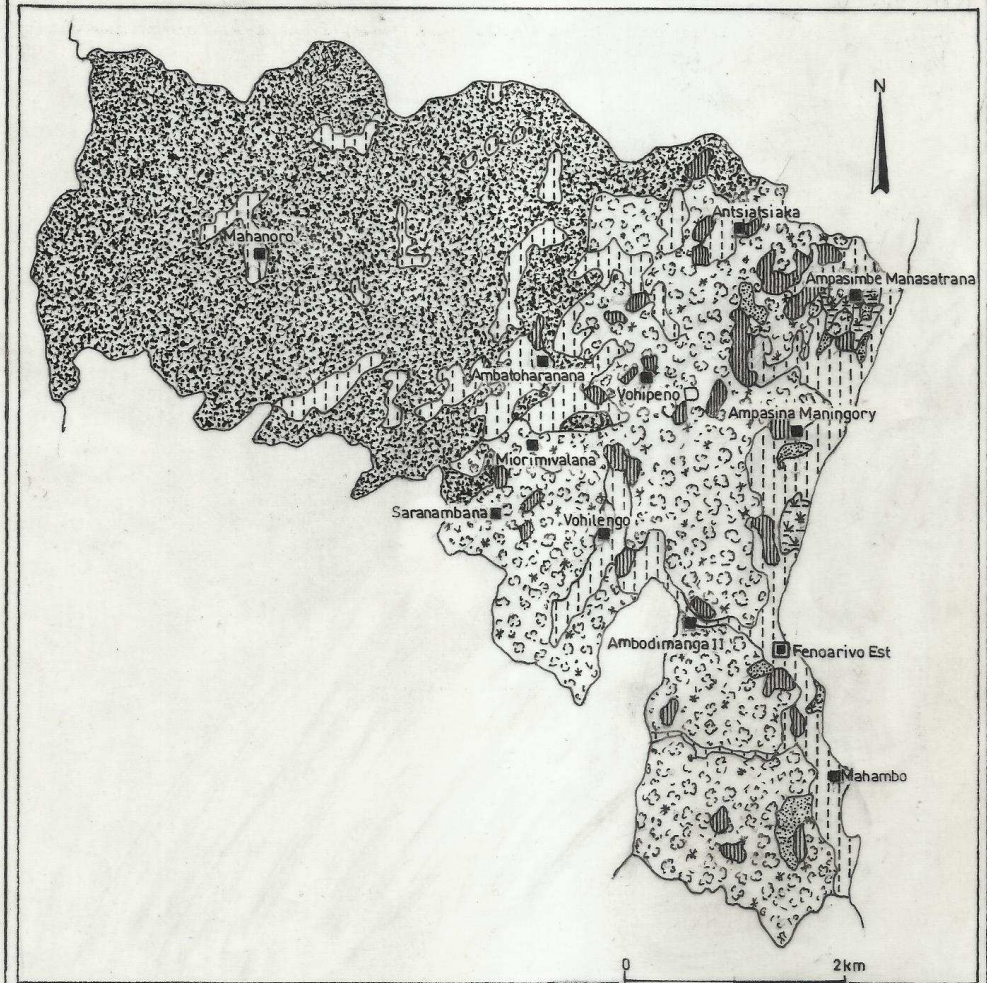 N
Antsiatsiaka
Mahanoro
Ampasimbe Manasatrana
Ambatoharanana
Vohipeno
Ampasina Maningory
Miorimivalana
Saranambana
Vohilengo
Ambodimanga II
Fenoarivo Est
Mahambo
0 2km